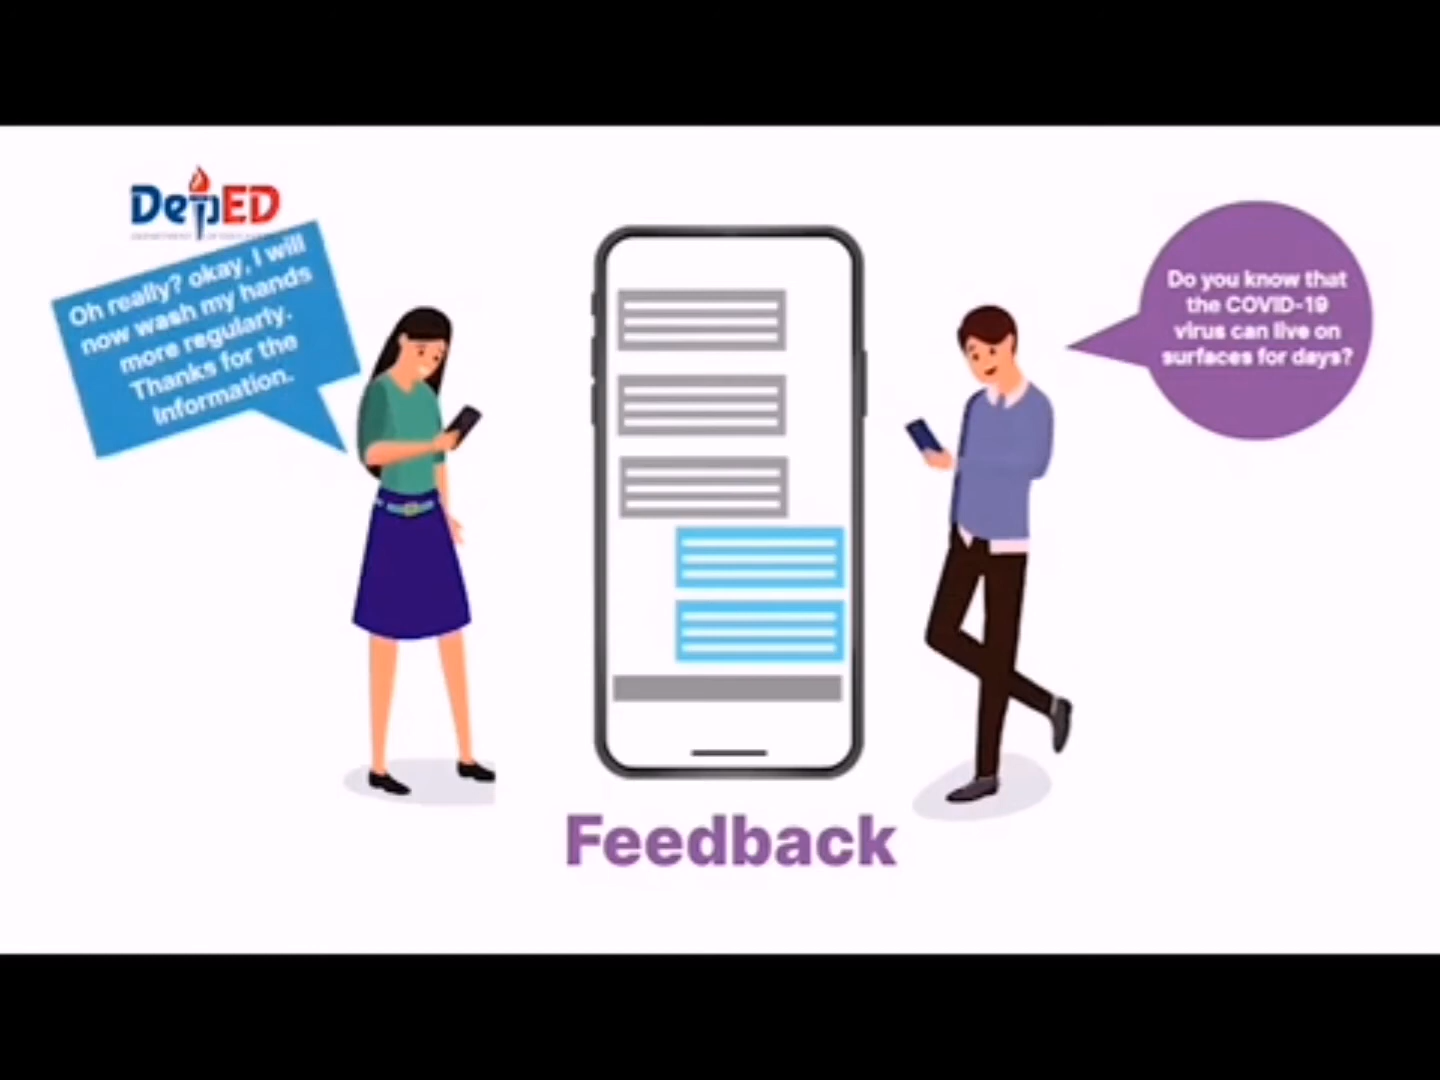 DepED
Oh really? okay, I will
now wash my hands
more regularly.
Thanks for the
Information.
Do you know that
the COVID-19
virus can live on
surfaces for days?
Feedback